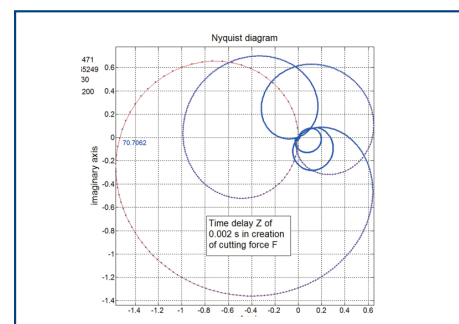 Nyquist diagram
471
i5249
30
200
0.6
0.4
0.2
0
-0.2
-0.4
-0.6
-0.8
-1
-1.2
-1.4
imaginary axis
70.7062
Time delay Z of
0.002 s in creation
of cutting force F
-1.4 -1.2 -1 -0.8 -0.6 -0.4 -0.2 0 0.2 0.4 0.6